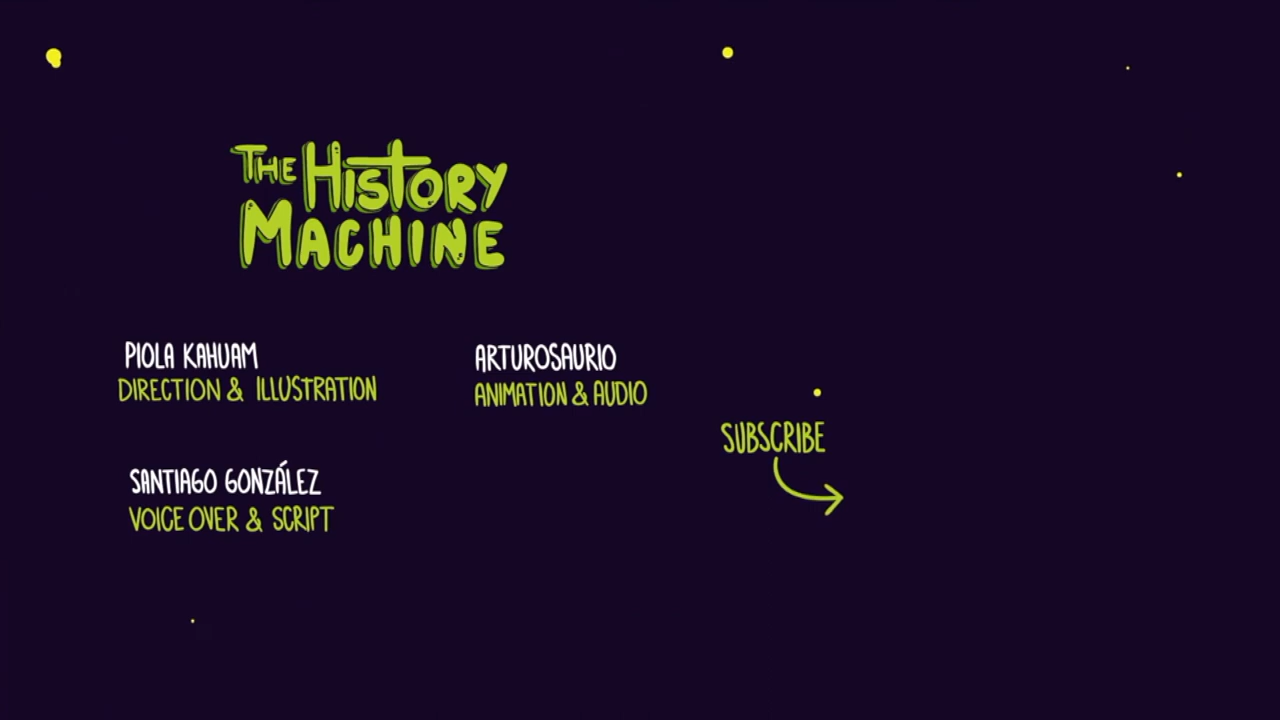 THE HISTORY
MACHINE
PIOLA KAHUAM
DIRECTION & ILLUSTRATION
ARTUROSAURIO
ANIMATION & AUDIO
SUBSCRIBE
SANTIAGO GONZÁLEZ
VOICE OVER & SCRIPT